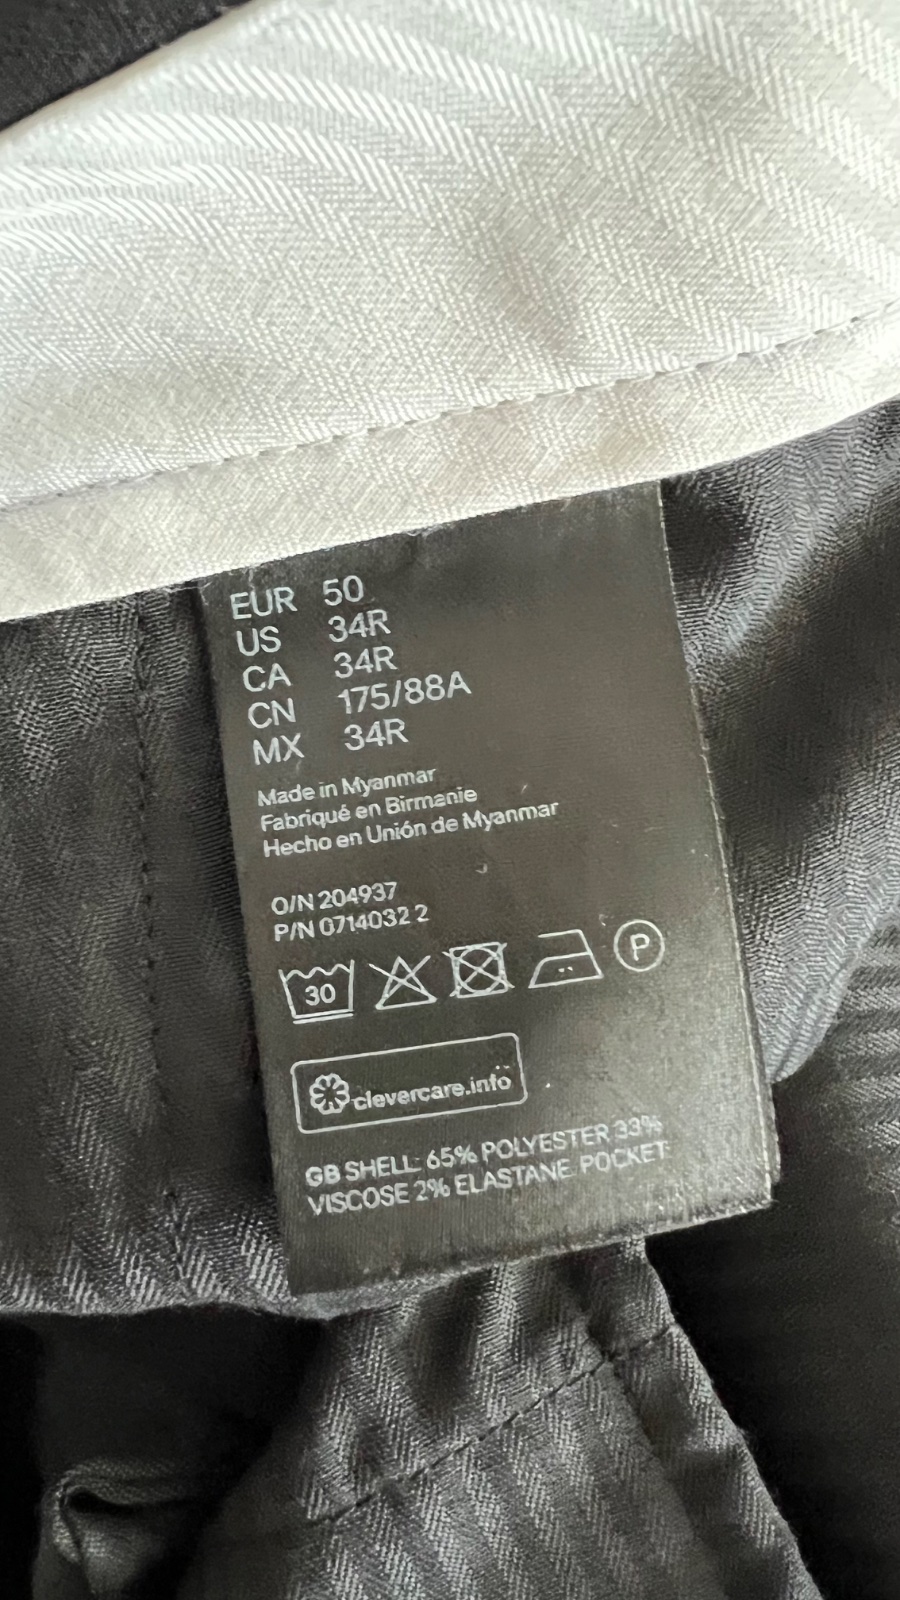 EUR 50
US 34R
CA 34R
CN 175/88A
MX 34R
Made in Myanmar
Fabriqué en Birmanie
Hecho en Unión de Myanmar
O/N 204937
P/N 0714032 2
30 P
clevercare.info
GB SHELL: 65% POLYESTER 33%
VISCOSE 2% ELASTANE. POCKET: